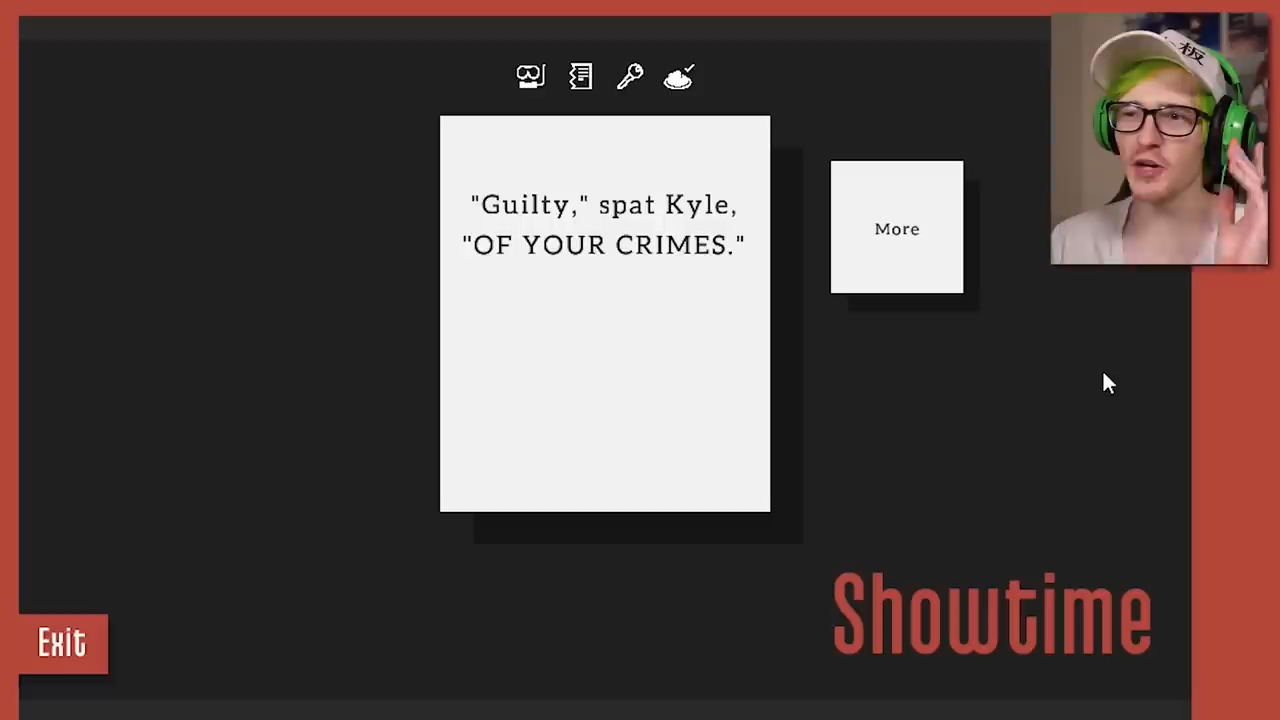 "Guilty," spat Kyle,
"OF YOUR CRIMES."
More
Showtime
Exit